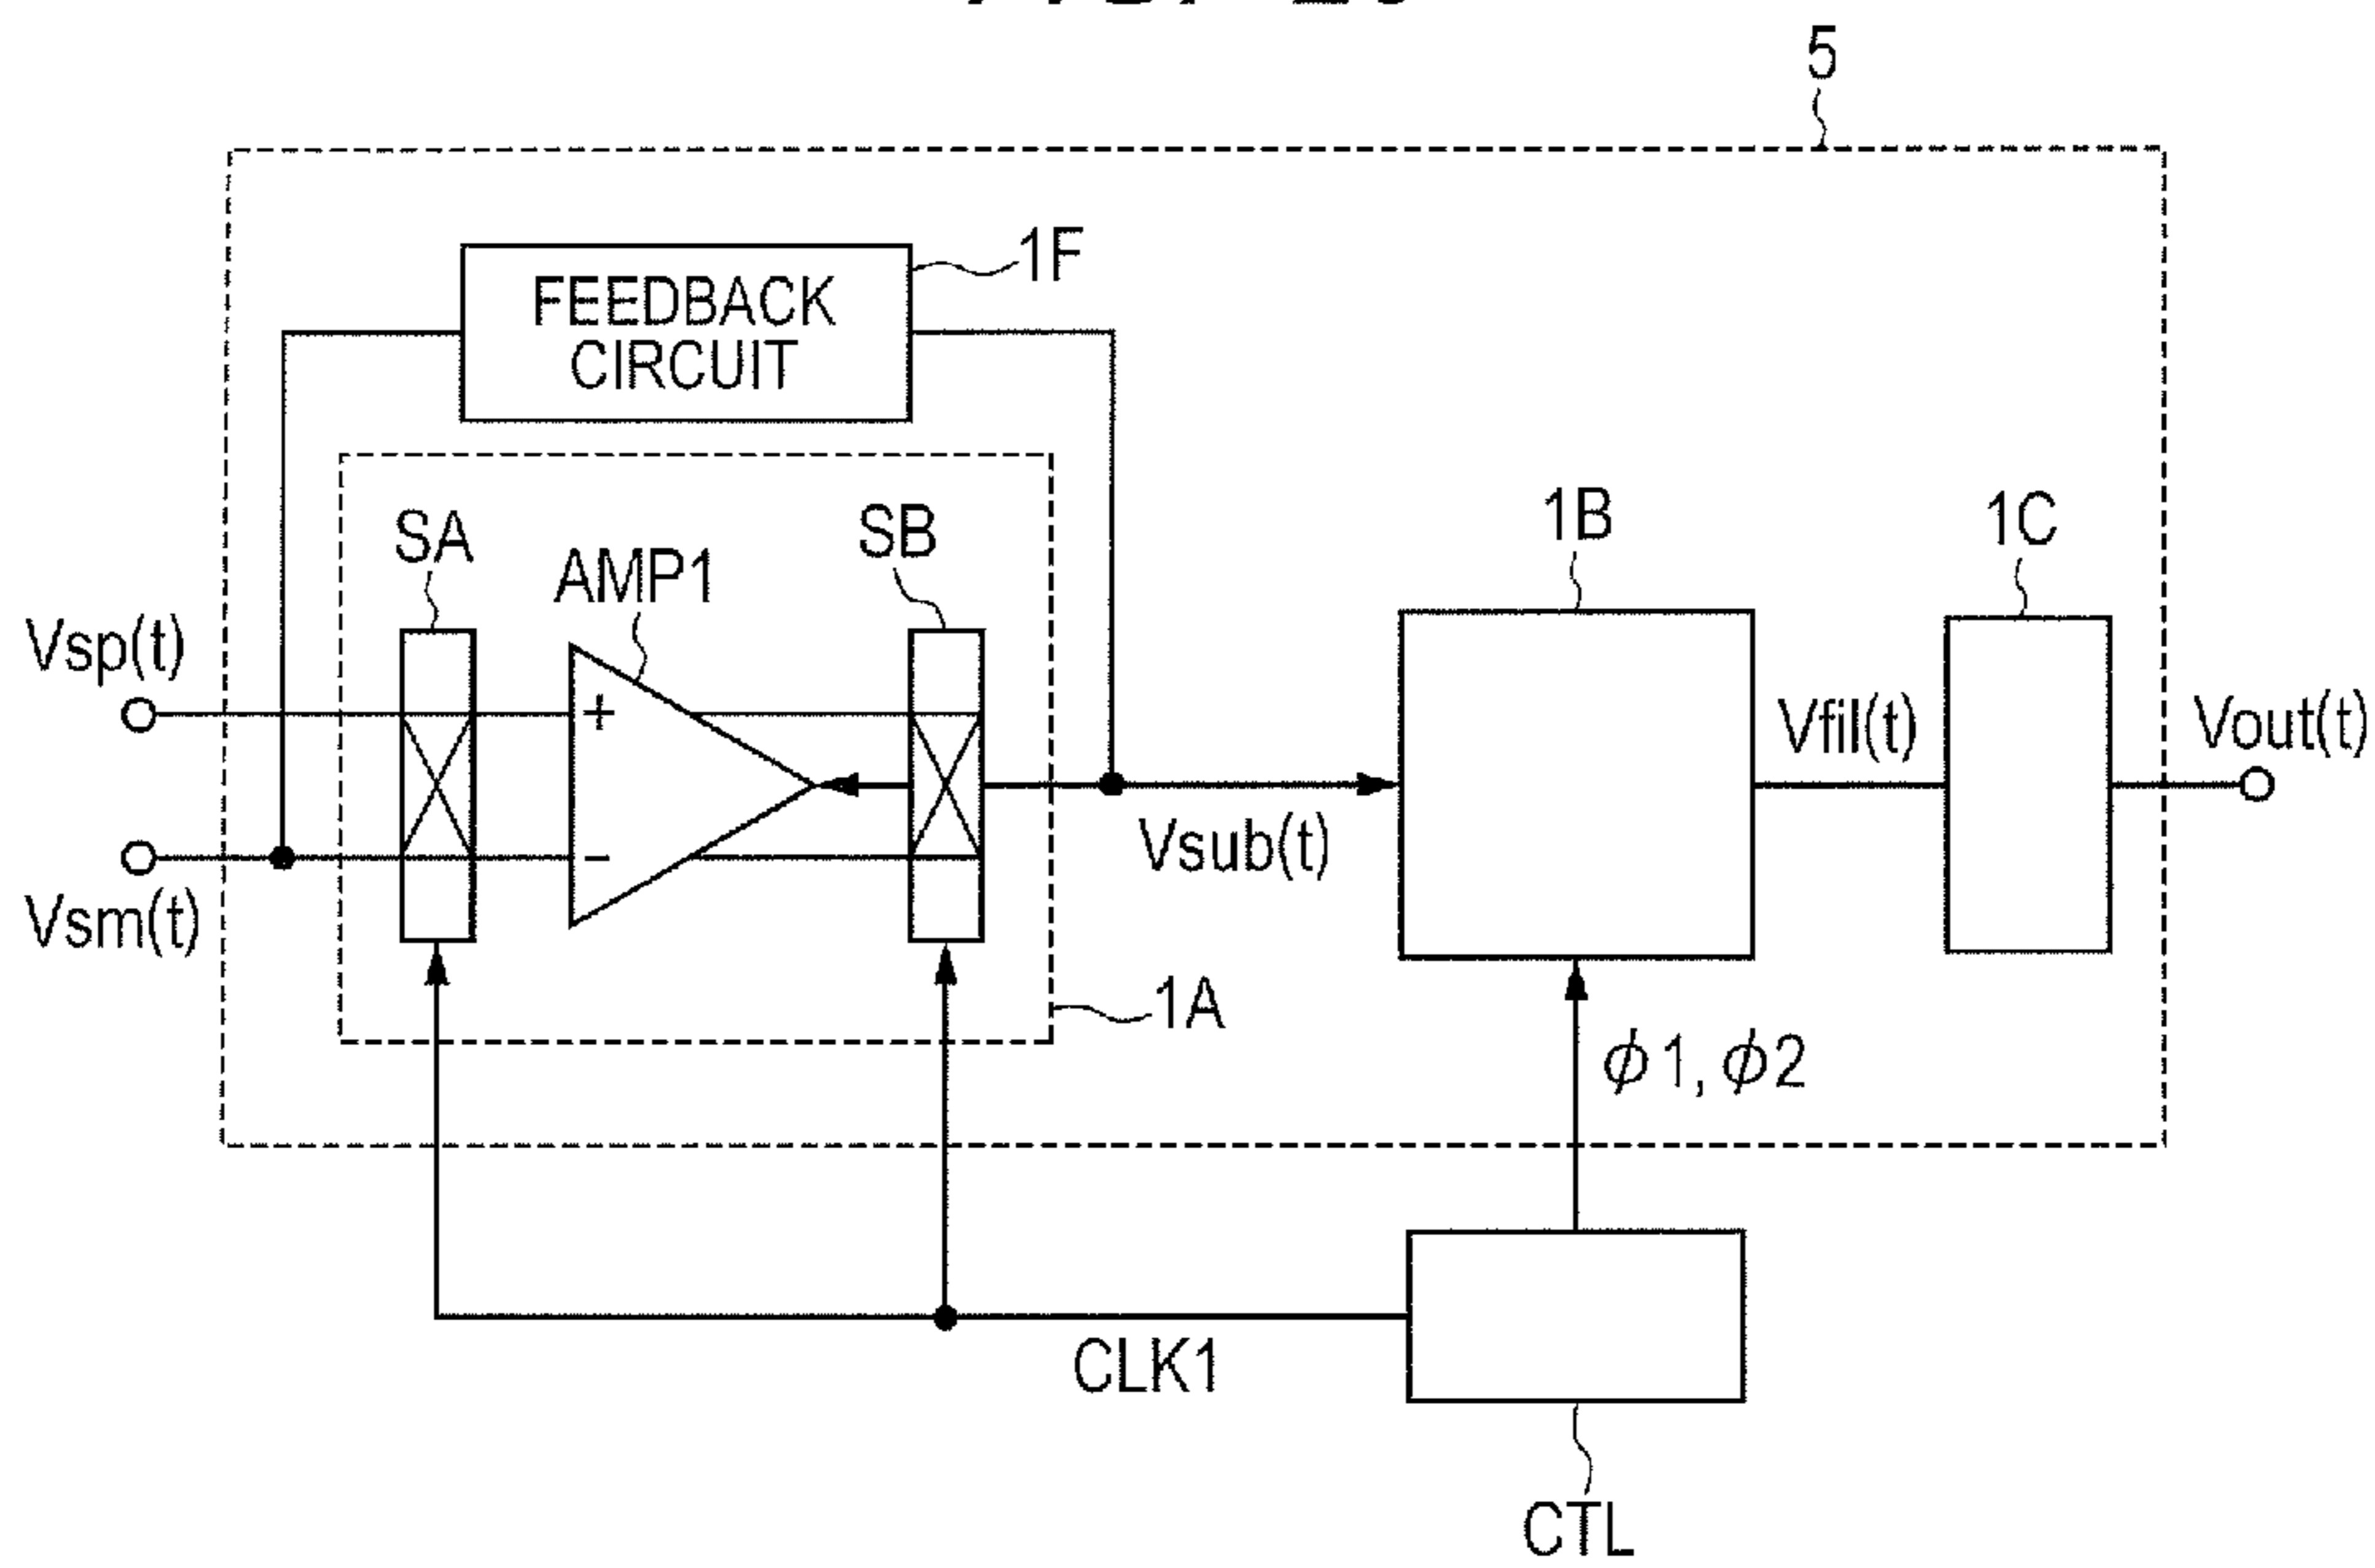 5
1F
FEEDBACK
CIRCUIT
SA
AMP1
SB
1B
1C
Vsp(t)
+
Vfil(t)
Vout(t)
Vsub(t)
−
Vsm(t)
1A
ϕ1, ϕ2
CLK1
CTL